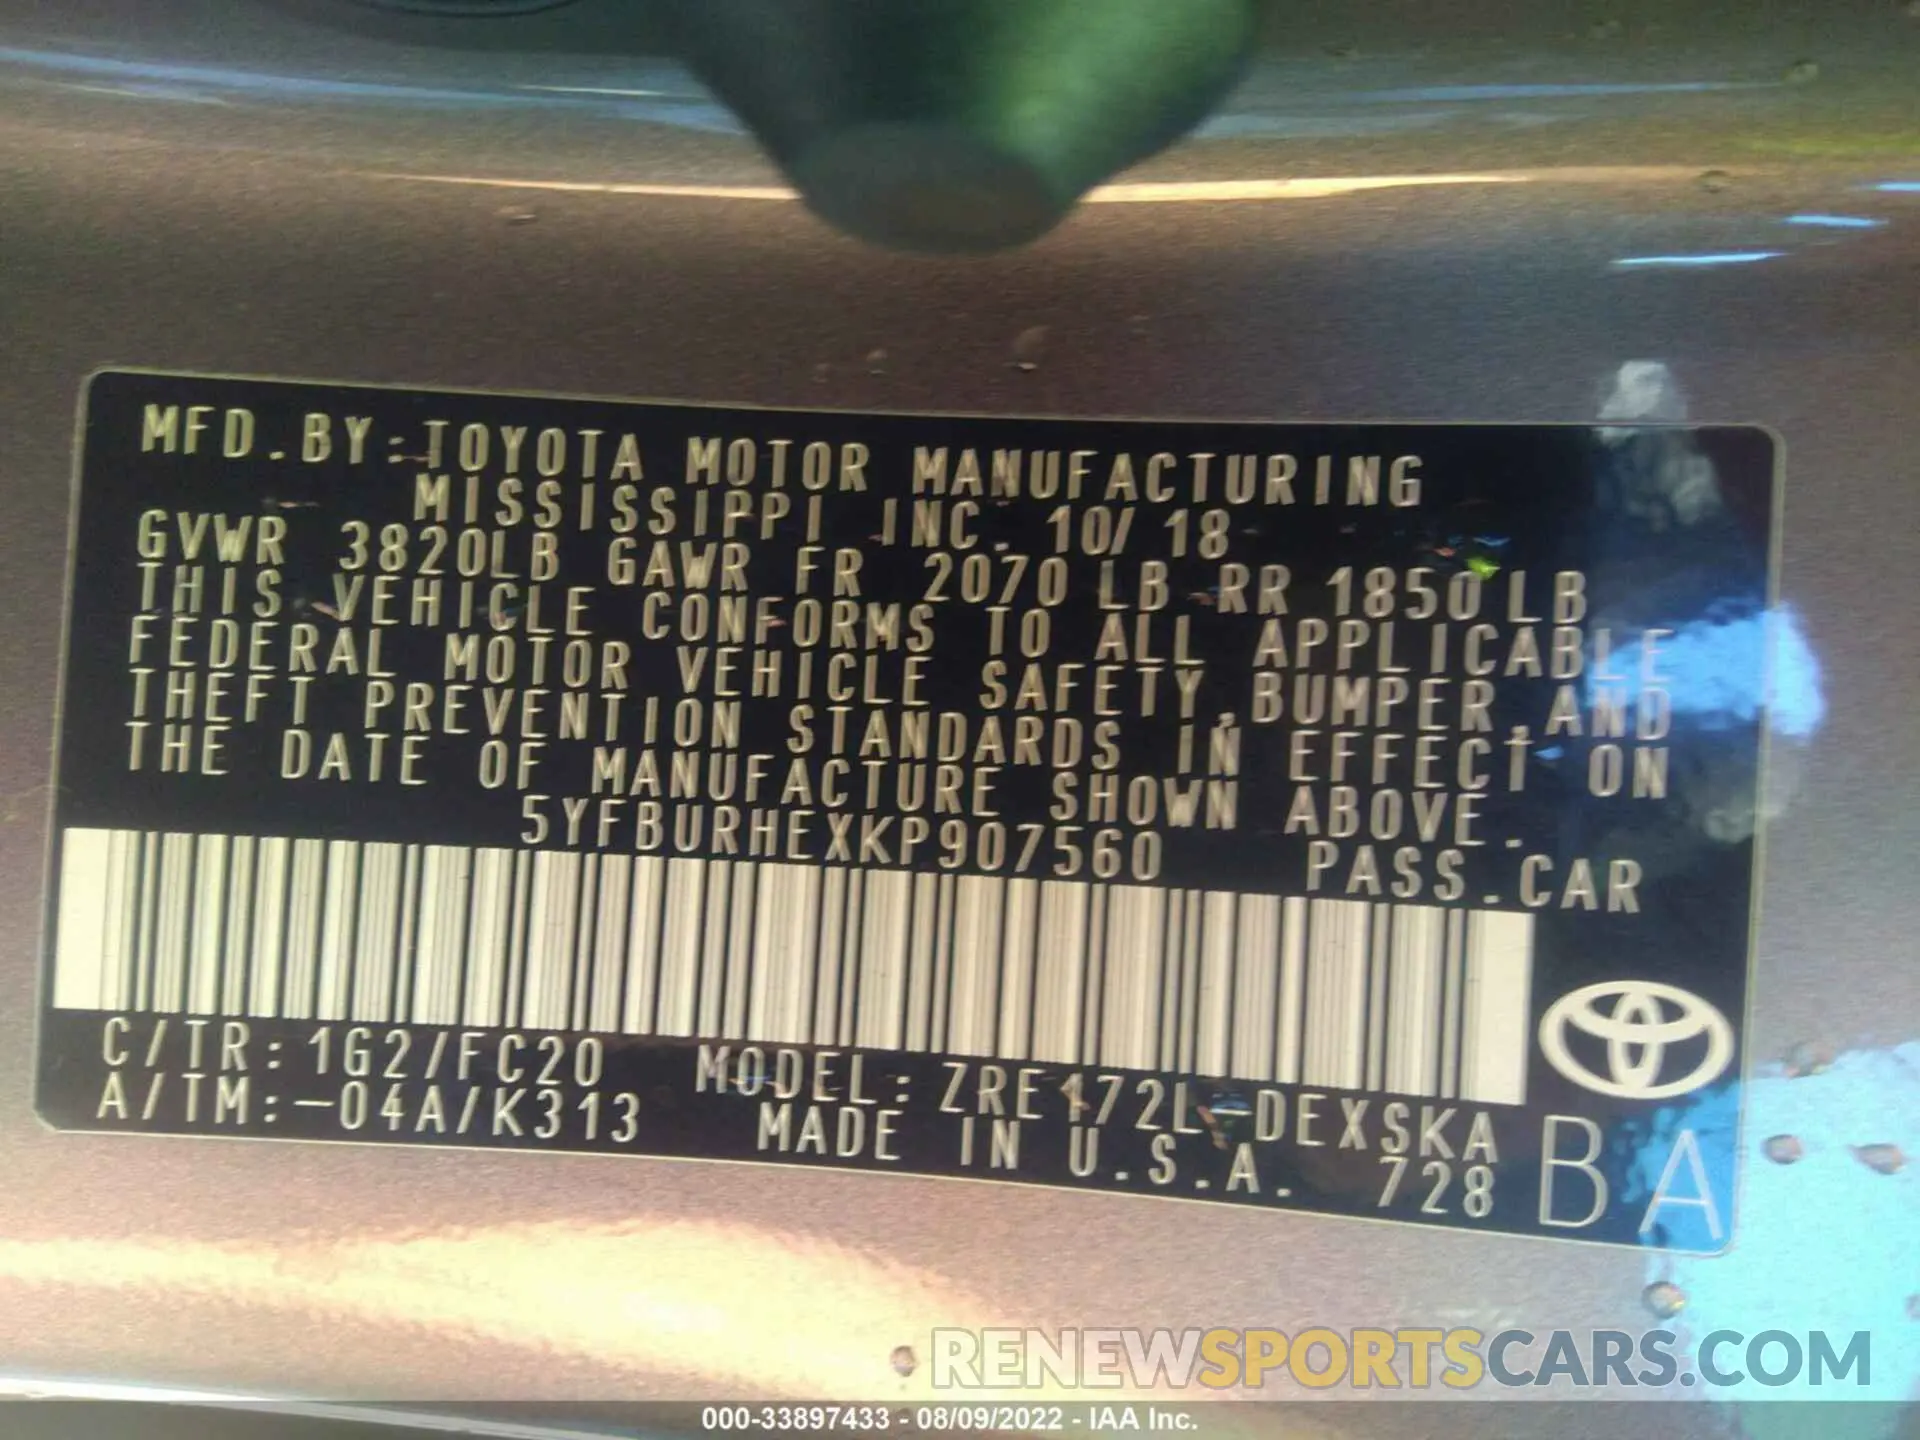 MFD.BY:TOYOTA MOTOR MANUFACTURING
MISSISSIPPI INC. 10/18
GVWR 3820LB GAWR FR 2070LB RR 1850LB
THIS VEHICLE CONFORMS TO ALL APPLICABLE
FEDERAL MOTOR VEHICLE SAFETY,BUMPER,AND
THEFT PREVENTION STANDARDS IN EFFECT ON
THE DATE OF MANUFACTURE SHOWN ABOVE.
5YFBURHEXKP907560 PASS.CAR
C/TR:1G2/FC20 MODEL:ZRE172L-DEXSKA
A/TM:-04A/K313 MADE IN U.S.A. 728
BA
RENEWSPORTSCARS.COM
000-33897433 - 08/09/2022 - IAA Inc.